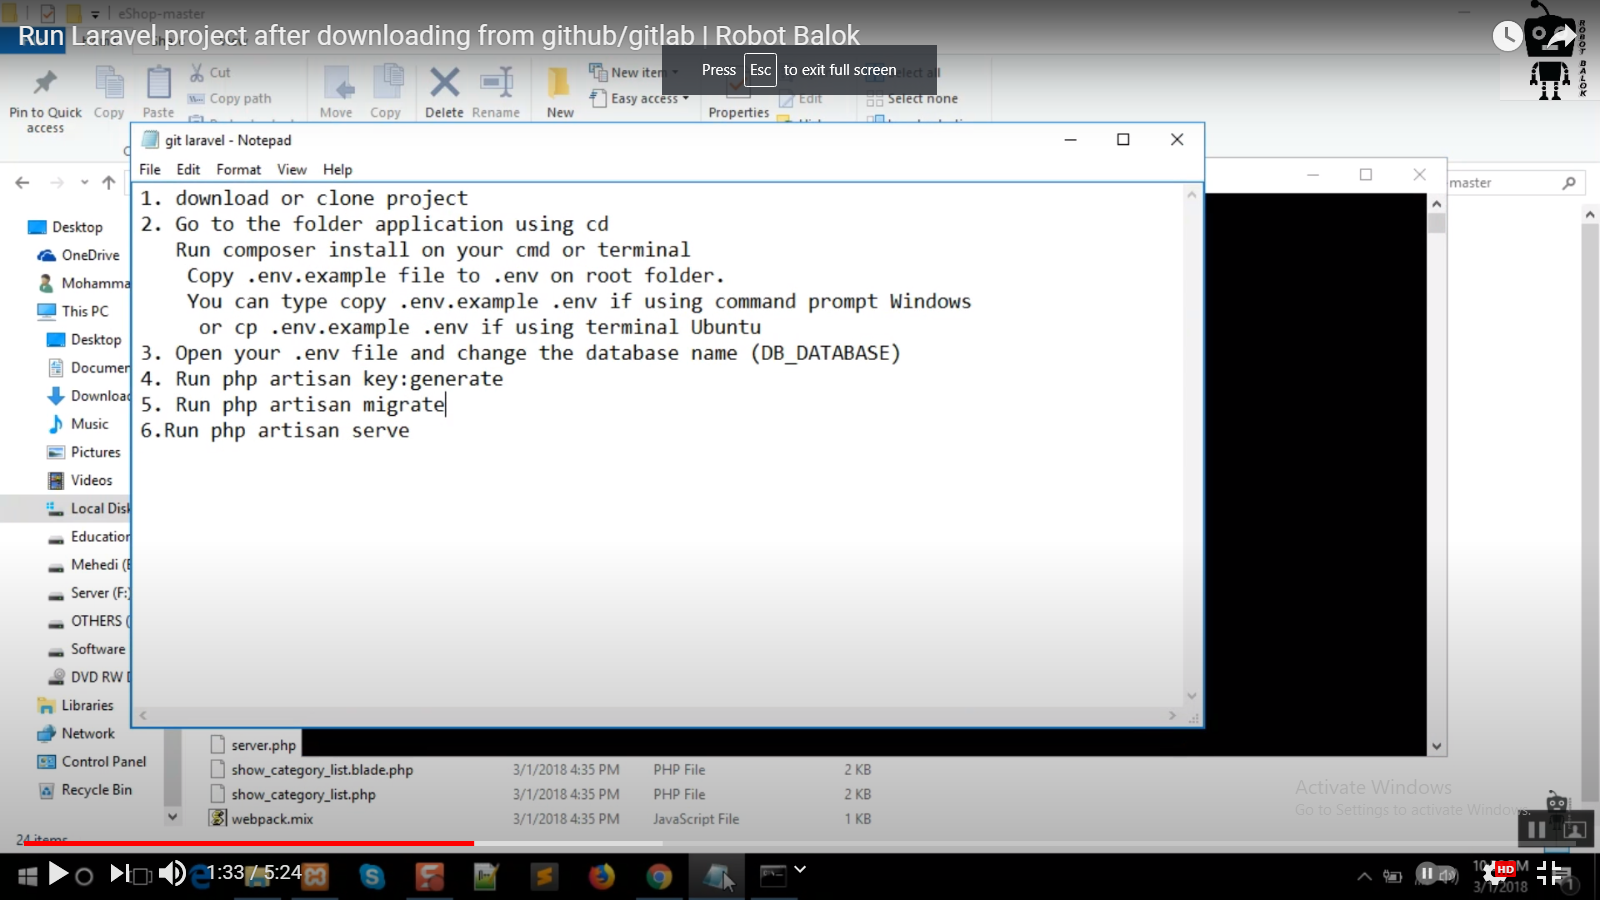 eShop-master
Run Laravel project after downloading from github/gitlab | Robot Balok
ROBOT BALOK
Press Esc to exit full screen
Pin to Quick access
Copy
Paste
Cut
Copy path
Move
Copy
Delete
Rename
New
New item
Easy access
Properties
Edit
Select all
Select none
git laravel - Notepad
File Edit Format View Help
master
1. download or clone project
2. Go to the folder application using cd
Run composer install on your cmd or terminal
Copy .env.example file to .env on root folder.
You can type copy .env.example .env if using command prompt Windows
or cp .env.example .env if using terminal Ubuntu
3. Open your .env file and change the database name (DB_DATABASE)
4. Run php artisan key:generate
5. Run php artisan migrate
6.Run php artisan serve
Desktop
OneDrive
Mohamma
This PC
Desktop
Documen
Downloac
Music
Pictures
Videos
Local Disk
Education
Mehedi (E
Server (F:)
OTHERS (
Software
DVD RW D
Libraries
Network
Control Panel
Recycle Bin
server.php
show_category_list.blade.php 3/1/2018 4:35 PM PHP File 2 KB
show_category_list.php 3/1/2018 4:35 PM PHP File 2 KB
webpack.mix 3/1/2018 4:35 PM JavaScript File 1 KB
Activate Windows
Go to Settings to activate Windows.
24 items
1:33 / 5:24
HD
3/1/2018